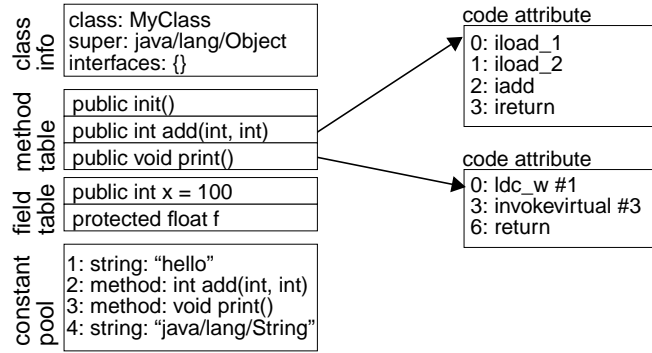 class info
class: MyClass
super: java/lang/Object
interfaces: {}
method table
public init()
public int add(int, int)
public void print()
field table
public int x = 100
protected float f
constant pool
1: string: “hello”
2: method: int add(int, int)
3: method: void print()
4: string: “java/lang/String”
code attribute
0: iload_1
1: iload_2
2: iadd
3: ireturn
code attribute
0: ldc_w #1
3: invokevirtual #3
6: return